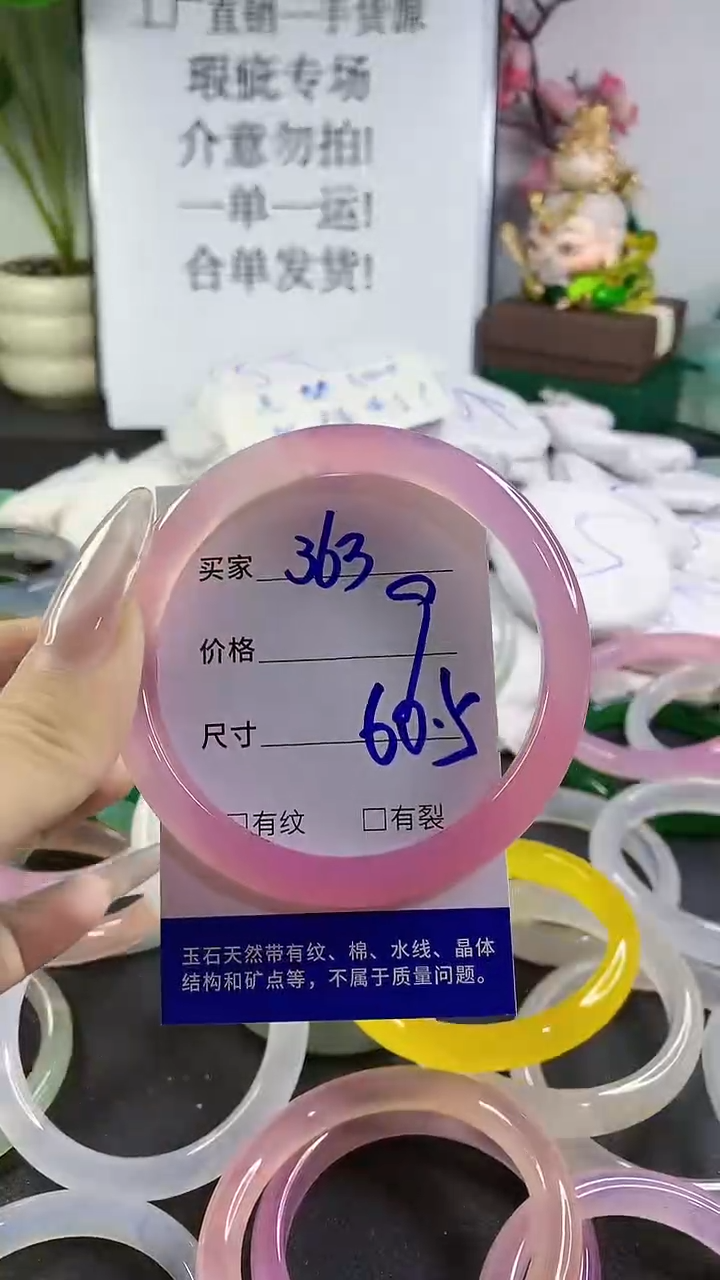 工厂直销一手货源
瑕疵专场
介意勿拍!
一单一运!
合单发货!
买家 363
价格
尺寸 60.5
□有纹 □有裂
玉石天然带有纹、棉、水线、晶体
结构和矿点等，不属于质量问题。